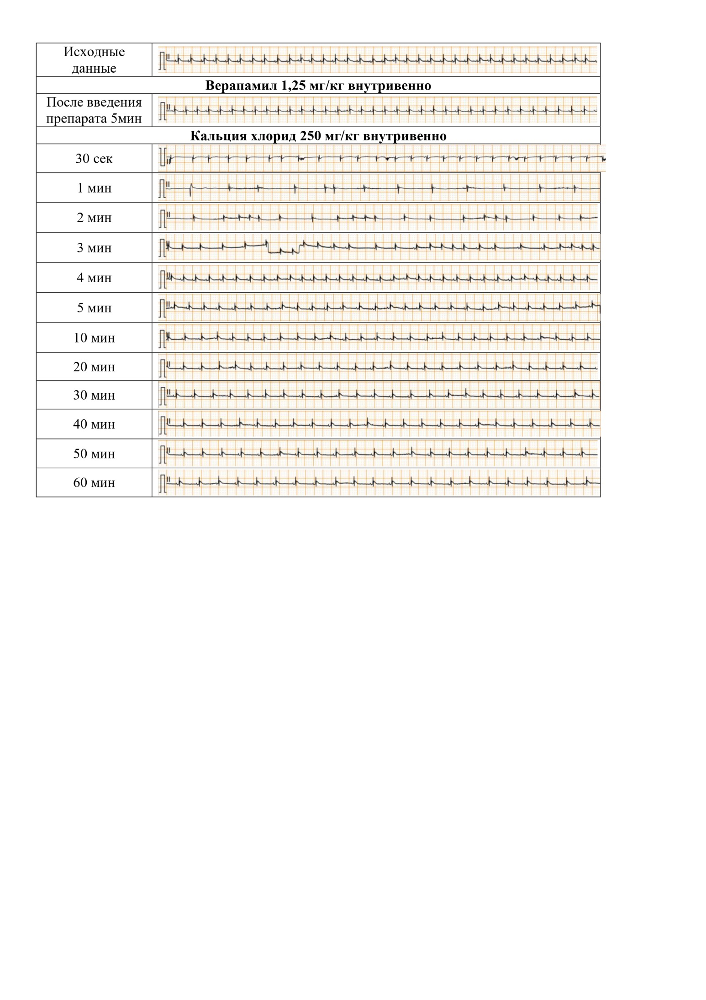 Исходные
данные
II
Верапамил 1,25 мг/кг внутривенно
После введения
препарата 5мин
II
Кальция хлорид 250 мг/кг внутривенно
30 сек
II
1 мин
II
2 мин
II
3 мин
II
4 мин
II
5 мин
II
10 мин
II
20 мин
II
30 мин
II
40 мин
II
50 мин
II
60 мин
II